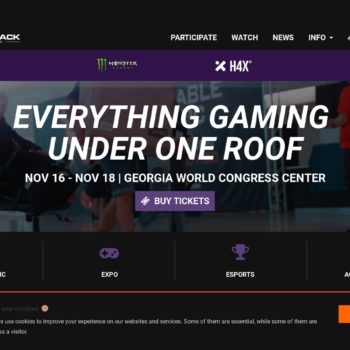 ACK
PARTICIPATE WATCH NEWS INFO
MONSTER ENERGY H4X
EVERYTHING GAMING
UNDER ONE ROOF
NOV 16 - NOV 18 | GEORGIA WORLD CONGRESS CENTER
BUY TICKETS
IC EXPO ESPORTS A
use cookies
e use cookies to improve your experience on our websites and services. Some of them are essential, while some of them are
s a visitor.